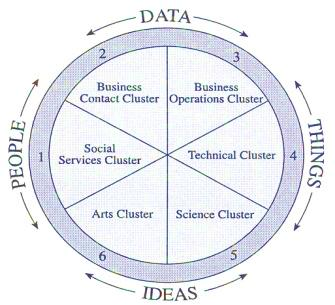 DATA
2
3
Business
Contact Cluster
Business
Operations Cluster
PEOPLE
1
Social
Services Cluster
Technical Cluster
4
THINGS
Arts Cluster
Science Cluster
6
5
IDEAS